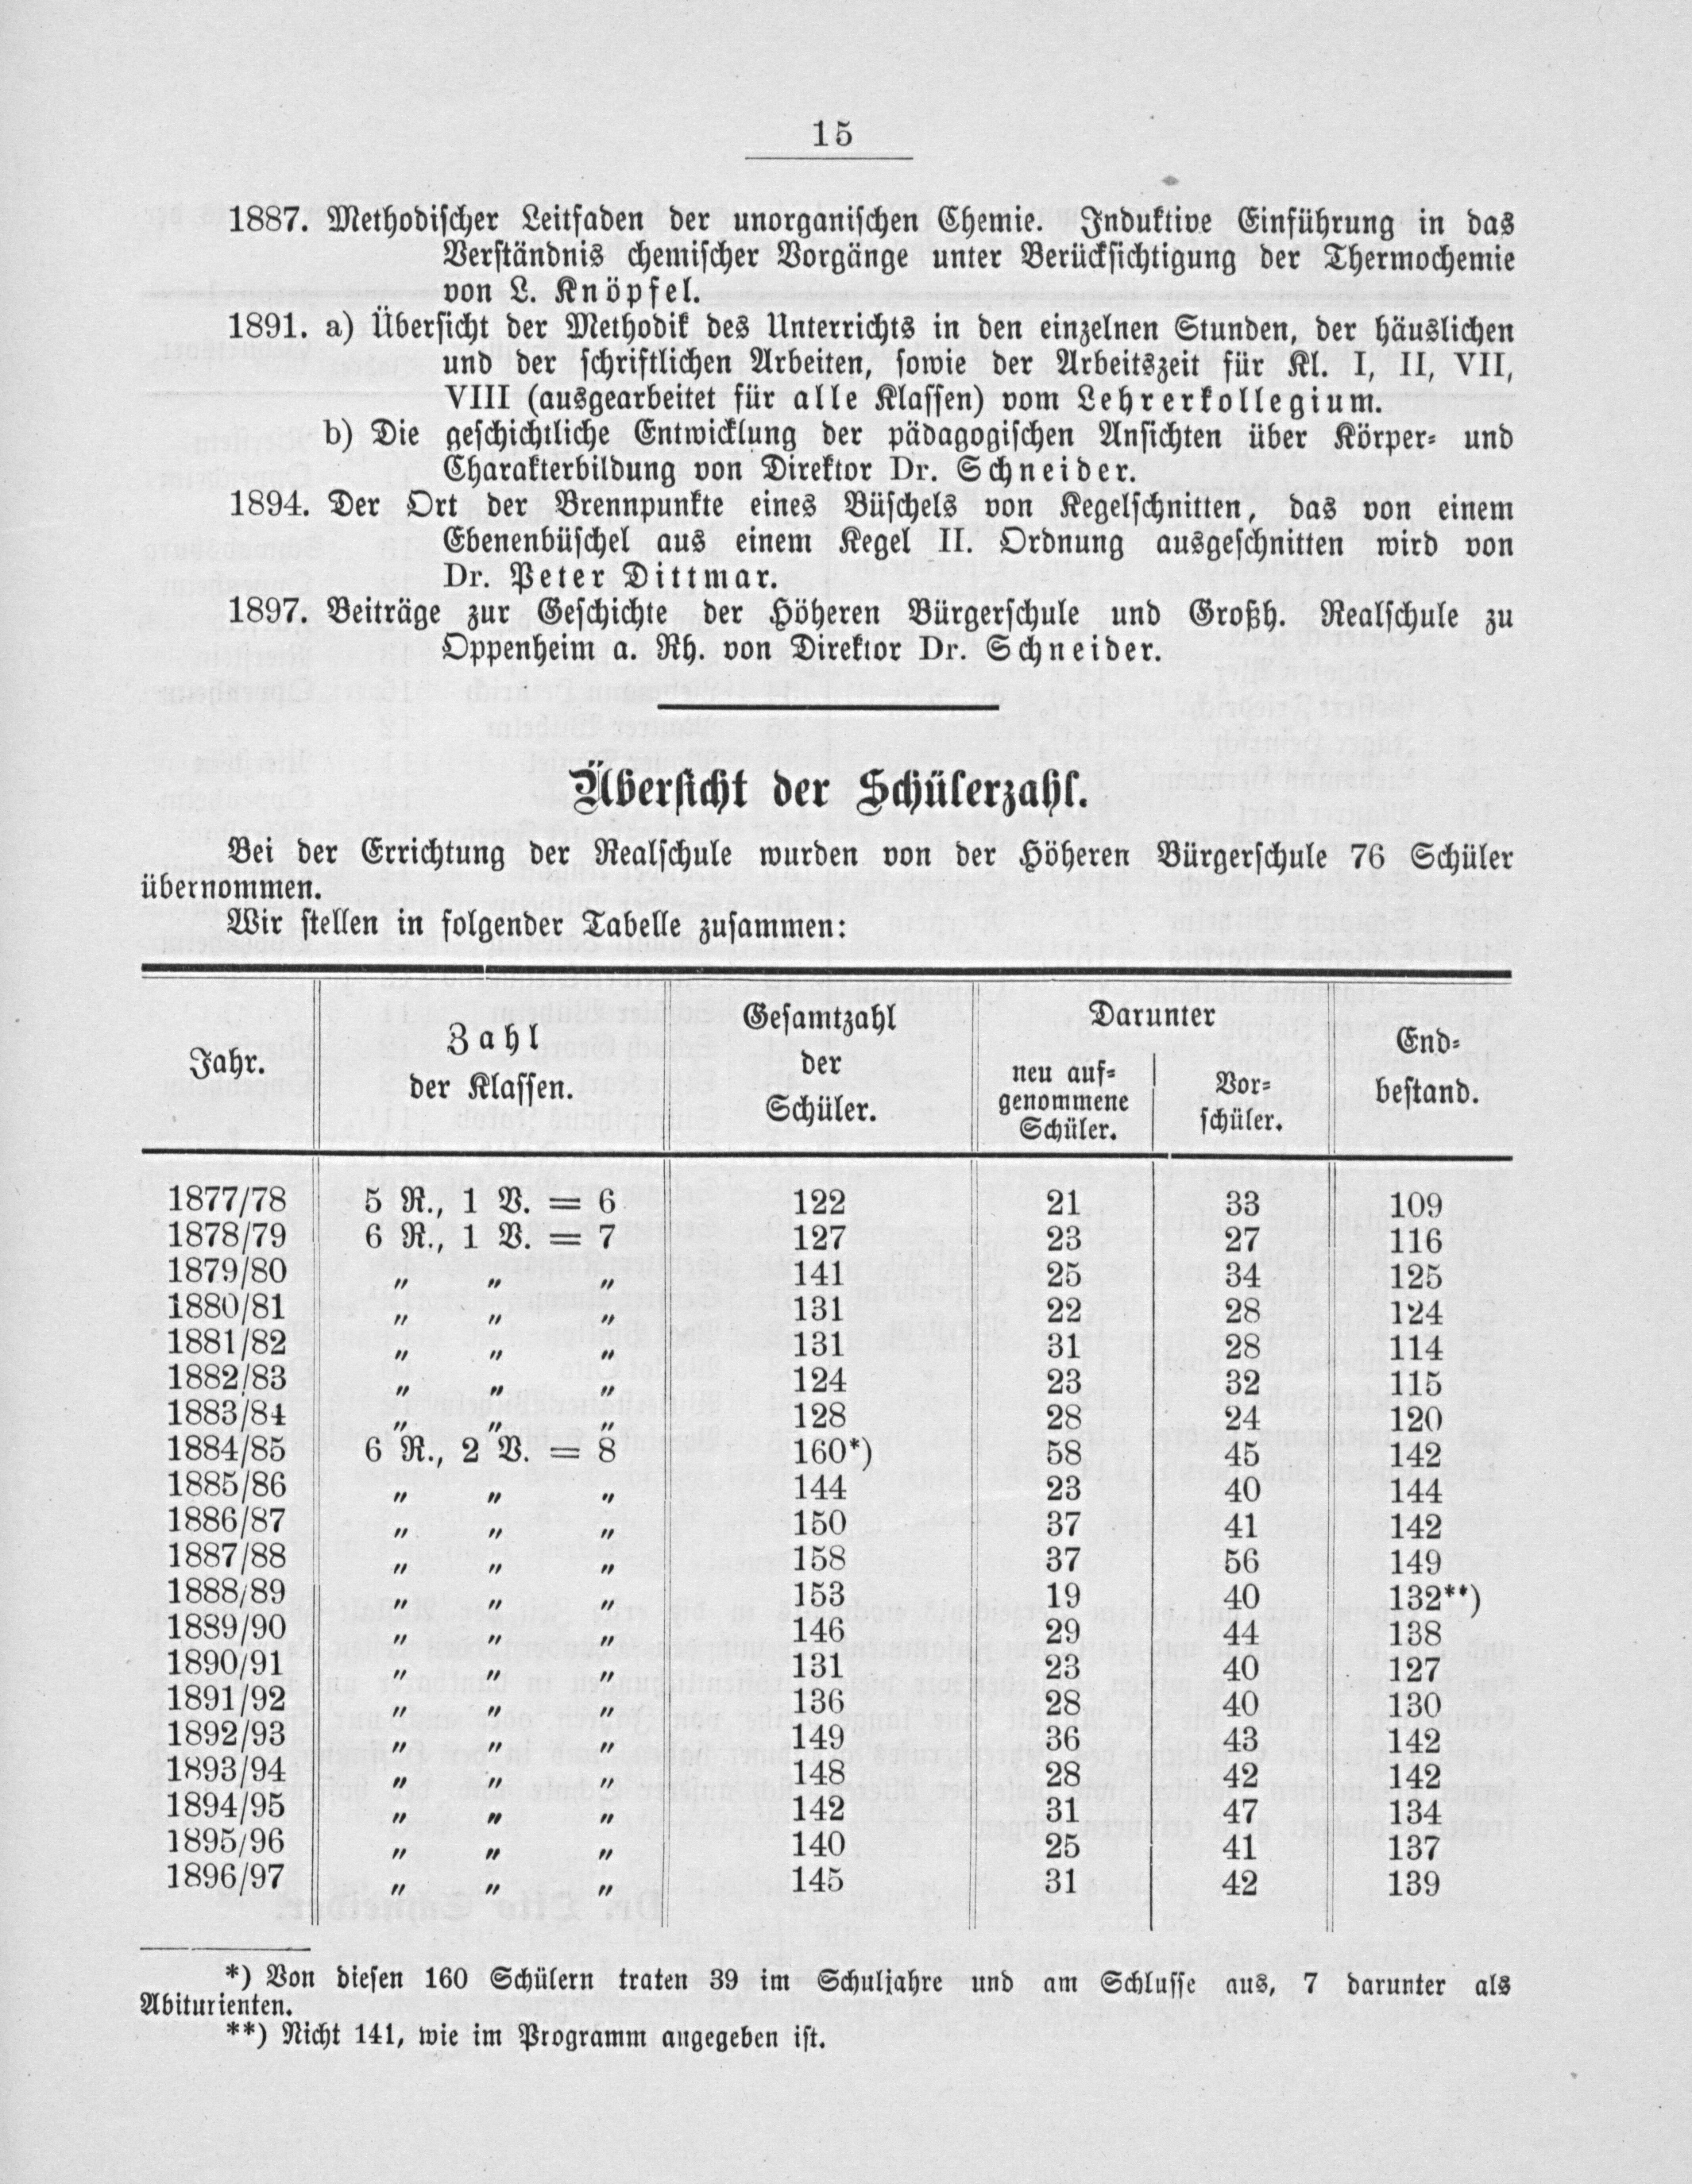 15
1887. Methodischer Leitfaden der unorganischen Chemie. Induktive Einführung in das
Verständnis chemischer Vorgänge unter Berücksichtigung der Thermochemie
von L. Knöpfel.
1891. a) Übersicht der Methodik des Unterrichts in den einzelnen Stunden, der häuslichen
und der schriftlichen Arbeiten, sowie der Arbeitszeit für Kl. I, II, VII,
VIII (ausgearbeitet für alle Klassen) vom Lehrerkollegium.
b) Die geschichtliche Entwicklung der pädagogischen Ansichten über Körper- und
Charakterbildung von Direktor Dr. Schneider.
1894. Der Ort der Brennpunkte eines Büschels von Kegelschnitten, das von einem
Ebenenbüschel aus einem Kegel II. Ordnung ausgeschnitten wird von
Dr. Peter Dittmar.
1897. Beiträge zur Geschichte der Höheren Bürgerschule und Großh. Realschule zu
Oppenheim a. Rh. von Direktor Dr. Schneider.
Übersicht der Schülerzahl.
Bei der Errichtung der Realschule wurden von der Höheren Bürgerschule 76 Schüler
übernommen.
Wir stellen in folgender Tabelle zusammen:
Jahr.
Zahl
der Klassen.
Gesamtzahl
der
Schüler.
Darunter
neu auf-
genommene
Schüler.
Vor-
schüler.
End-
bestand.
1877/78 5 R., 1 V. = 6 122 21 33 109
1878/79 6 R., 1 V. = 7 127 23 27 116
1879/80 „ „ „ 141 25 34 125
1880/81 „ „ „ 131 22 28 124
1881/82 „ „ „ 131 31 28 114
1882/83 „ „ „ 124 23 32 115
1883/84 „ „ „ 128 28 24 120
1884/85 6 R., 2 V. = 8 160*) 58 45 142
1885/86 „ „ „ 144 23 40 144
1886/87 „ „ „ 150 37 41 142
1887/88 „ „ „ 158 37 56 149
1888/89 „ „ „ 153 19 40 132**)
1889/90 „ „ „ 146 29 44 138
1890/91 „ „ „ 131 23 40 127
1891/92 „ „ „ 136 28 40 130
1892/93 „ „ „ 149 36 43 142
1893/94 „ „ „ 148 28 42 142
1894/95 „ „ „ 142 31 47 134
1895/96 „ „ „ 140 25 41 137
1896/97 „ „ „ 145 31 42 139
*) Von diesen 160 Schülern traten 39 im Schuljahre und am Schlusse aus, 7 darunter als
Abiturienten.
**) Nicht 141, wie im Programm angegeben ist.